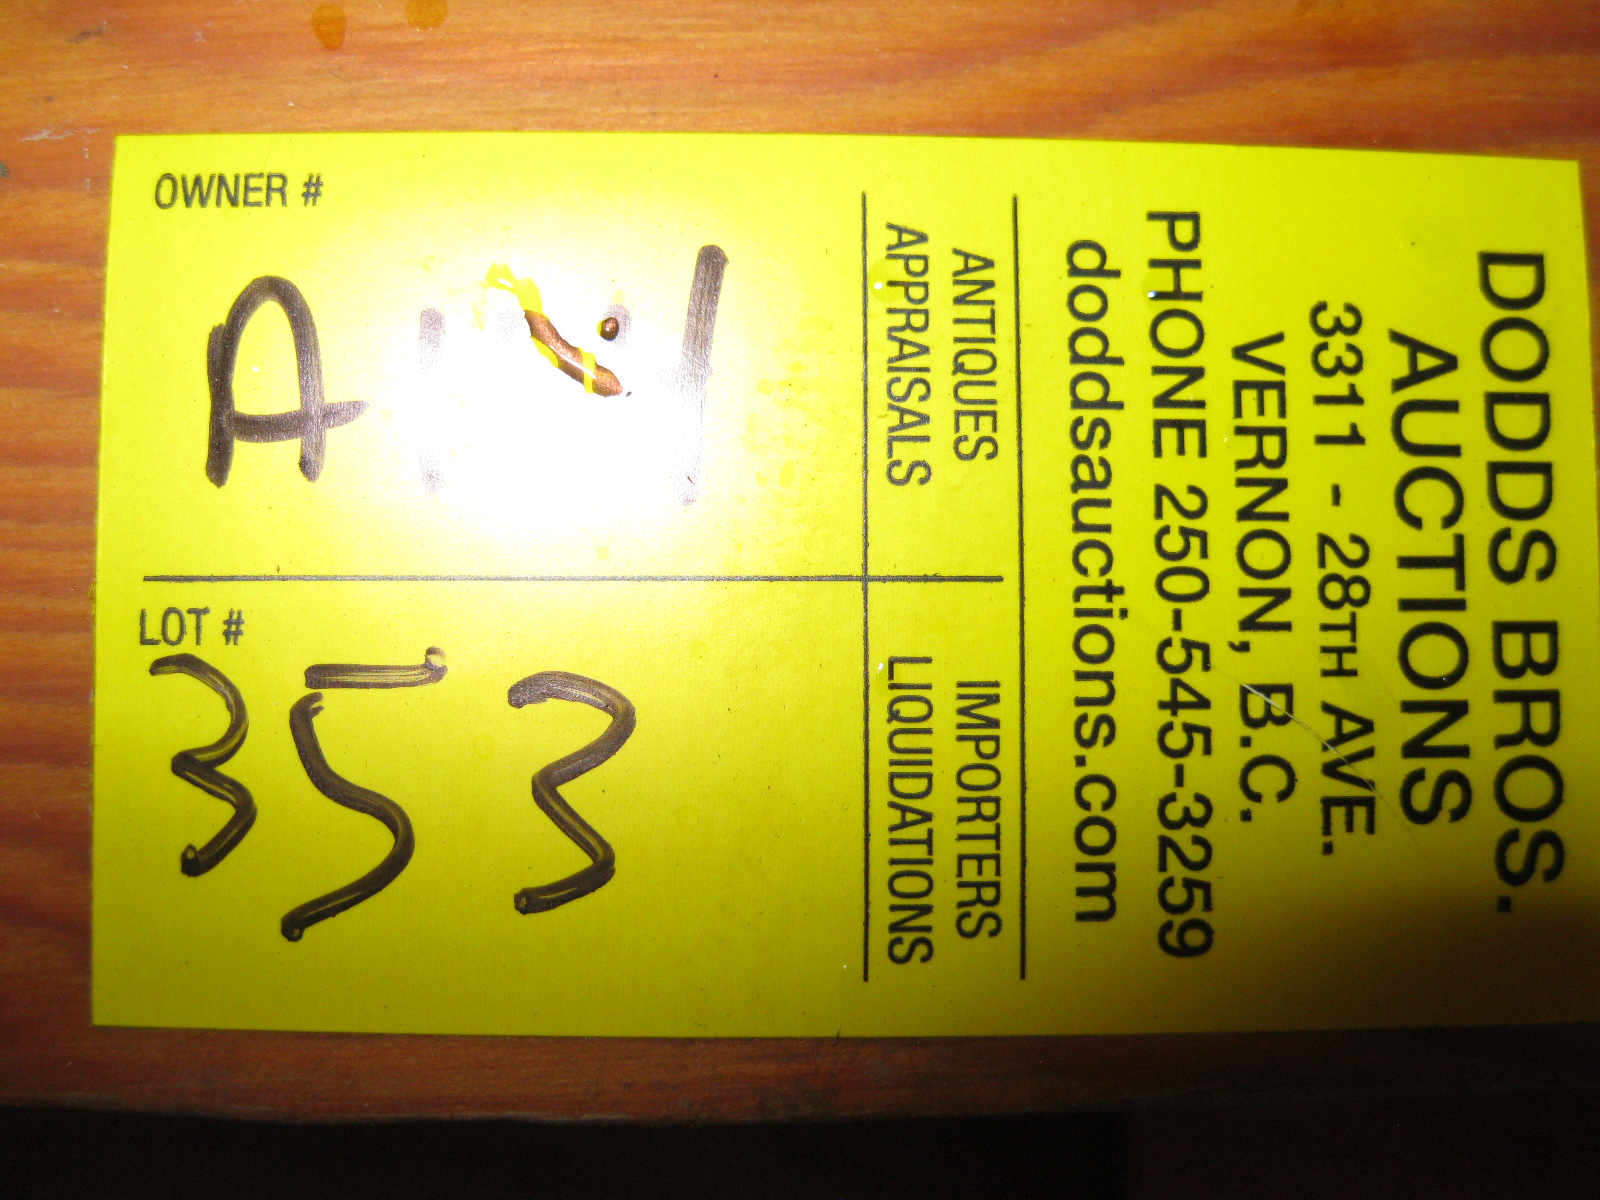 DODDS BROS.
AUCTIONS
3311 - 28TH AVE.
VERNON, B.C.
PHONE 250-545-3259
doddsauctions.com
ANTIQUES
APPRAISALS
IMPORTERS
LIQUIDATIONS
OWNER #
LOT #
353